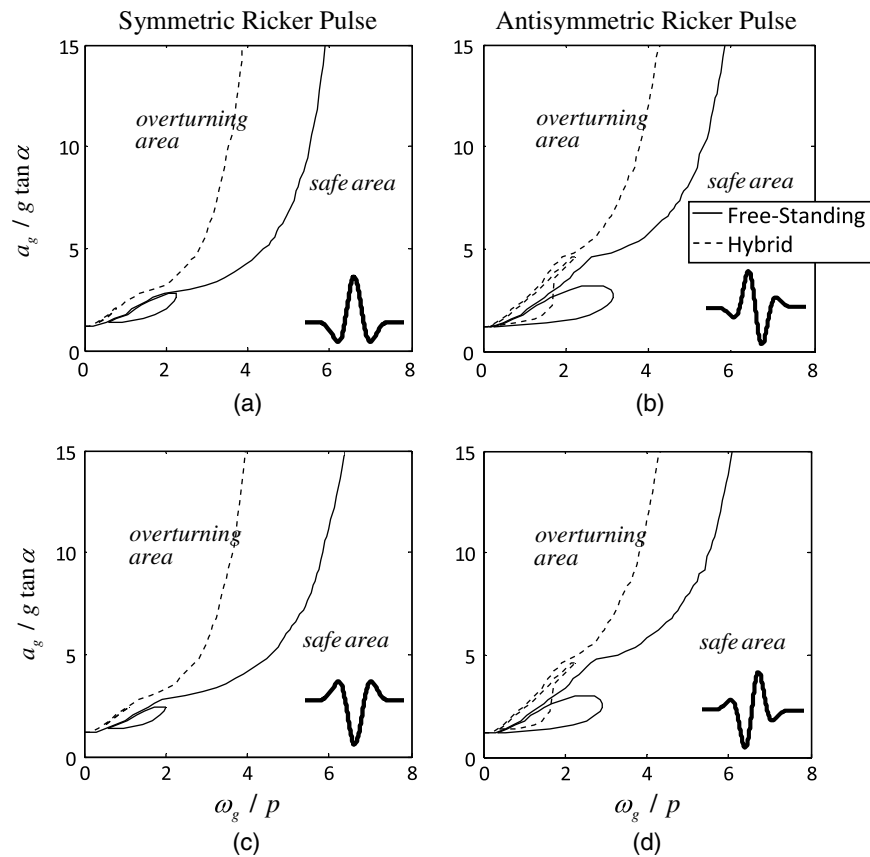 Symmetric Ricker Pulse
Antisymmetric Ricker Pulse
15
10
5
0
a_g / g tan α
overturning
area
safe area
0 2 4 6 8
(a)
15
10
5
0
overturning
area
safe area
Free-Standing
Hybrid
0 2 4 6 8
(b)
15
10
5
0
a_g / g tan α
overturning
area
safe area
0 2 4 6 8
ω_g / p
(c)
15
10
5
0
overturning
area
safe area
0 2 4 6 8
ω_g / p
(d)